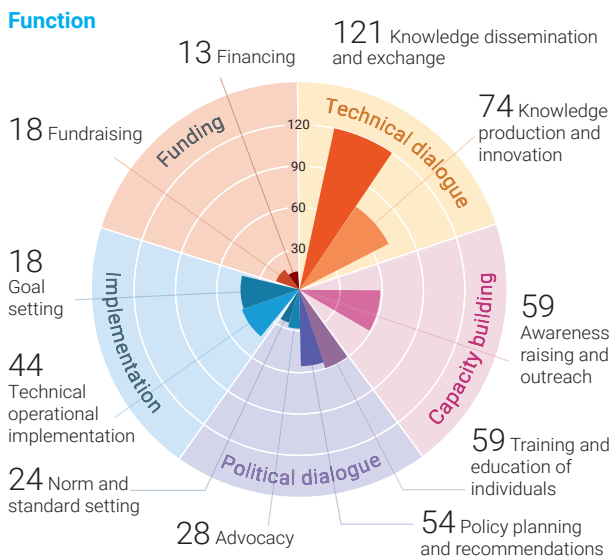 Function
13 Financing
121 Knowledge dissemination
and exchange
18 Fundraising
74 Knowledge
production and
innovation
Funding
Technical dialogue
120
90
60
30
18
Goal
setting
Implementation
Capacity building
59
Awareness
raising and
outreach
44
Technical
operational
implementation
Political dialogue
59 Training and
education of
individuals
24 Norm and
standard setting
28 Advocacy
54 Policy planning
and recommendations